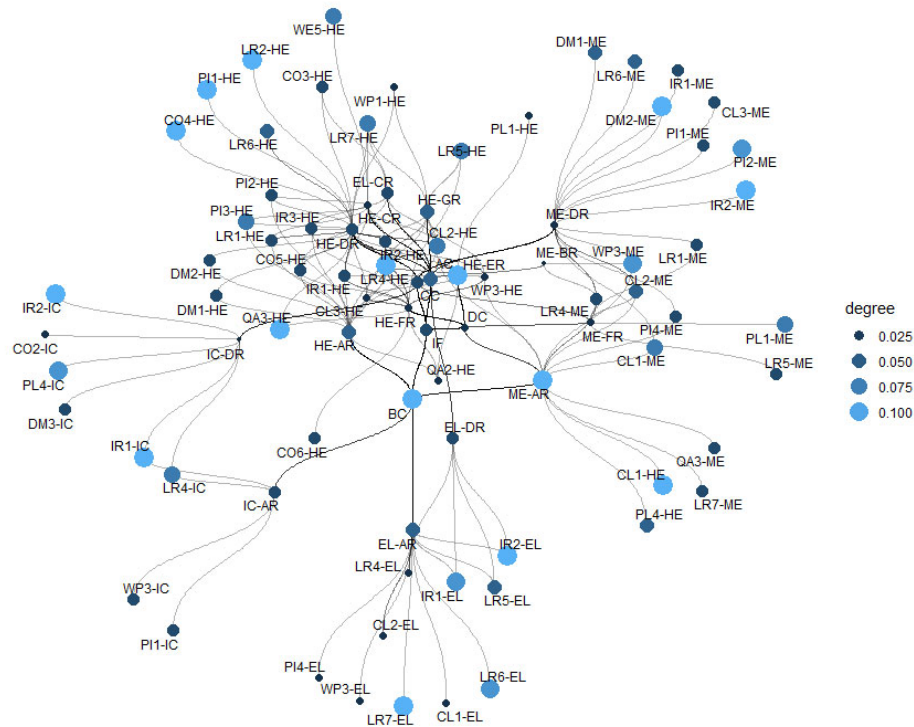 WE5-HE
LR2-HE
DM1-ME
CO3-HE
LR6-ME
PI1-HE
IR1-ME
WP1-HE
CL3-ME
DM2-ME
PL1-HE
CO4-HE
LR7-HE
PI1-ME
LR6-HE
LR5-HE
PI2-ME
EL-CR
PI2-HE
HE-GR
IR2-ME
PI3-HE
IR3-HE
HE-CR
ME-DR
LR1-HE
HE-DR
CL2-HE
ME-BR
WP3-ME
LR1-ME
CO5-HE
IR2-HE
AC
HE-ER
DM2-HE
IR1-HE
LR4-HE
CC
WP3-HE
CL2-ME
DM1-HE
CL3-HE
LR4-ME
IR2-IC
QA3-HE
HE-FR
DC
PI4-ME
degree
HE-AR
IF
ME-FR
PL1-ME
0.025
CO2-IC
IC-DR
CL1-ME
0.050
LR5-ME
0.075
PL4-IC
QA2-HE
ME-AR
0.100
BC
DM3-IC
EL-DR
IR1-IC
CO6-HE
QA3-ME
LR4-IC
CL1-HE
LR7-ME
IC-AR
PL4-HE
EL-AR
IR2-EL
LR4-EL
WP3-IC
IR1-EL
LR5-EL
CL2-EL
PI1-IC
PI4-EL
LR6-EL
WP3-EL
LR7-EL
CL1-EL